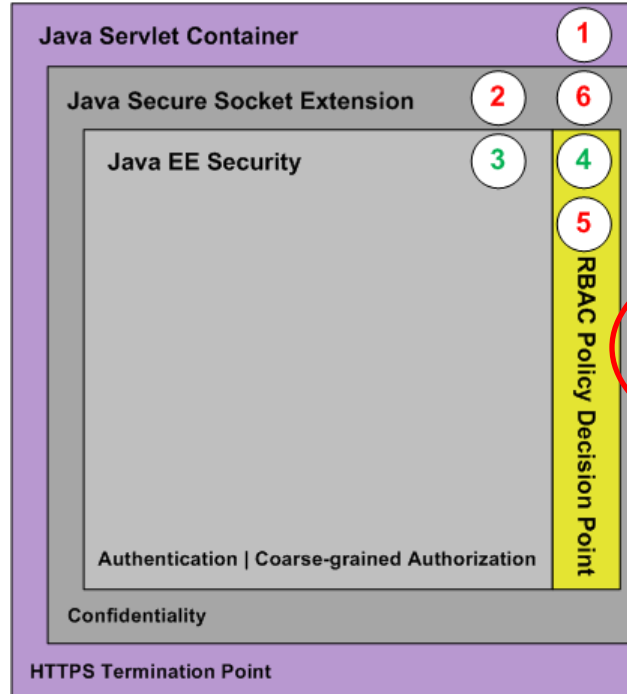 Java Servlet Container 1
Java Secure Socket Extension 2 6
Java EE Security 3 4
5
RBAC Policy Decision Point
Authentication | Coarse-grained Authorization
Confidentiality
HTTPS Termination Point